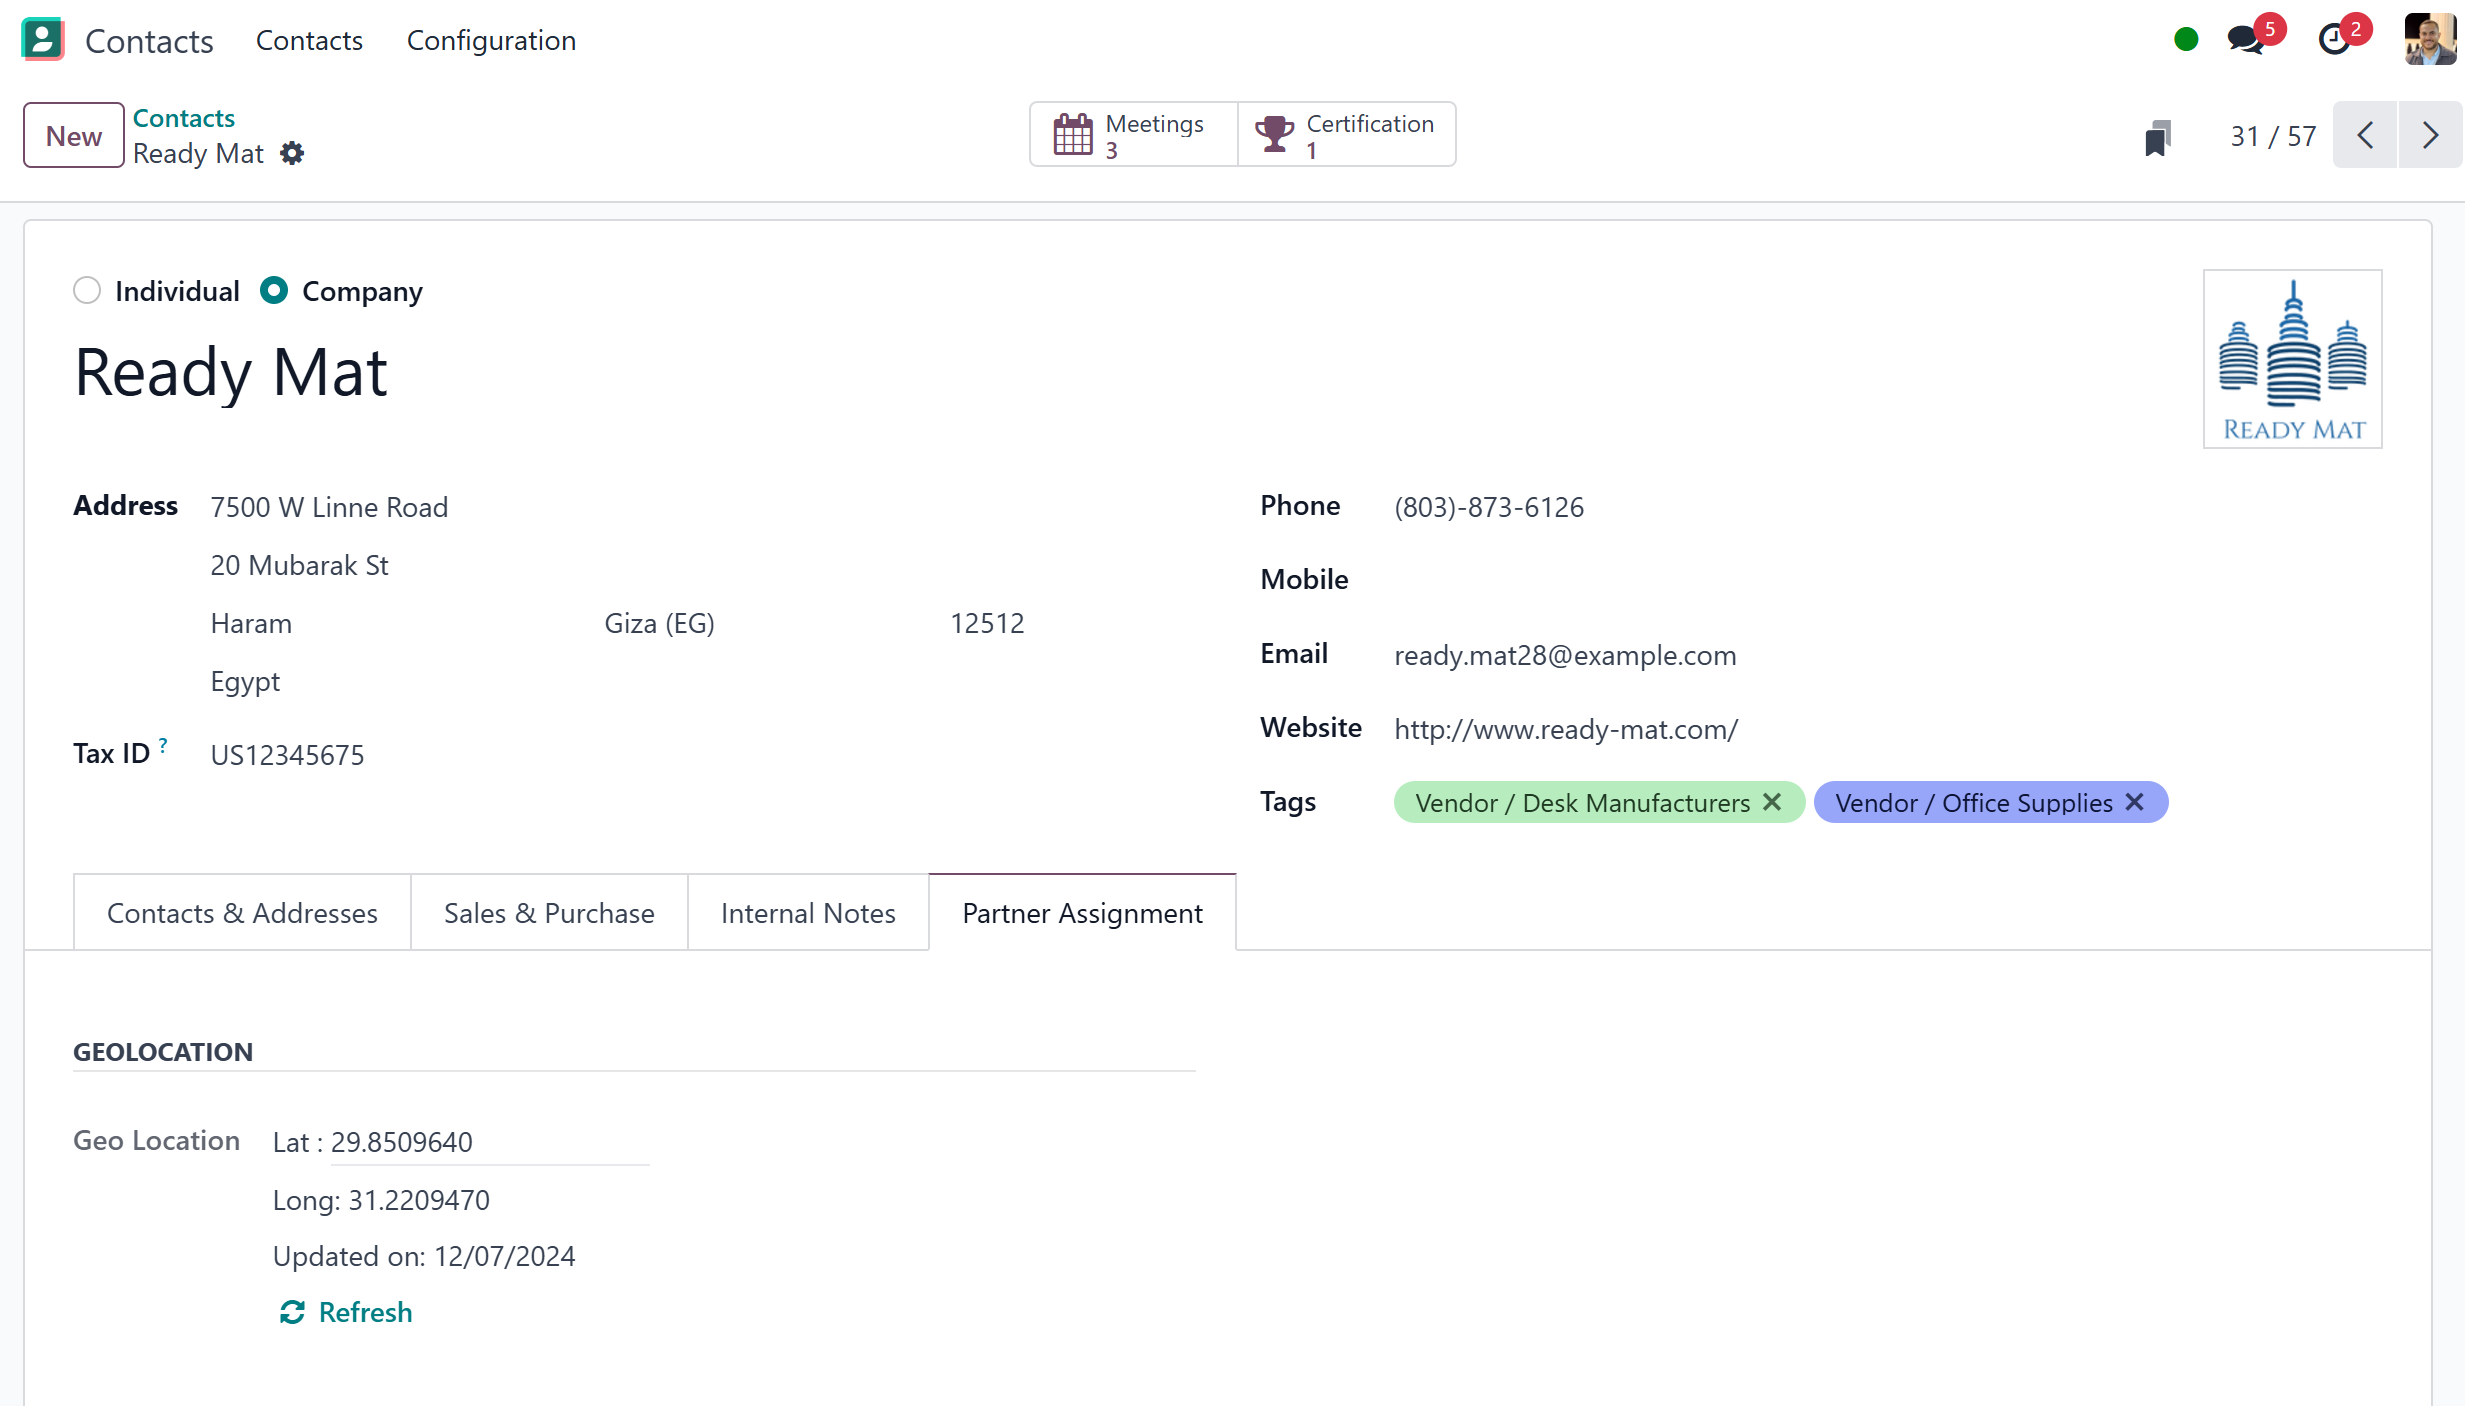 Contacts Contacts Configuration 5 2
New Contacts Meetings Certification 31 / 57
Ready Mat 3 1
Individual Company
Ready Mat
READY MAT
Address 7500 W Linne Road Phone (803)-873-6126
20 Mubarak St Mobile
Haram Giza (EG) 12512 Email ready.mat28@example.com
Egypt
Website http://www.ready-mat.com/
Tax ID ? US12345675
Tags Vendor / Desk Manufacturers Vendor / Office Supplies
Contacts & Addresses Sales & Purchase Internal Notes Partner Assignment
GEOLOCATION
Geo Location Lat : 29.8509640
Long: 31.2209470
Updated on: 12/07/2024
Refresh